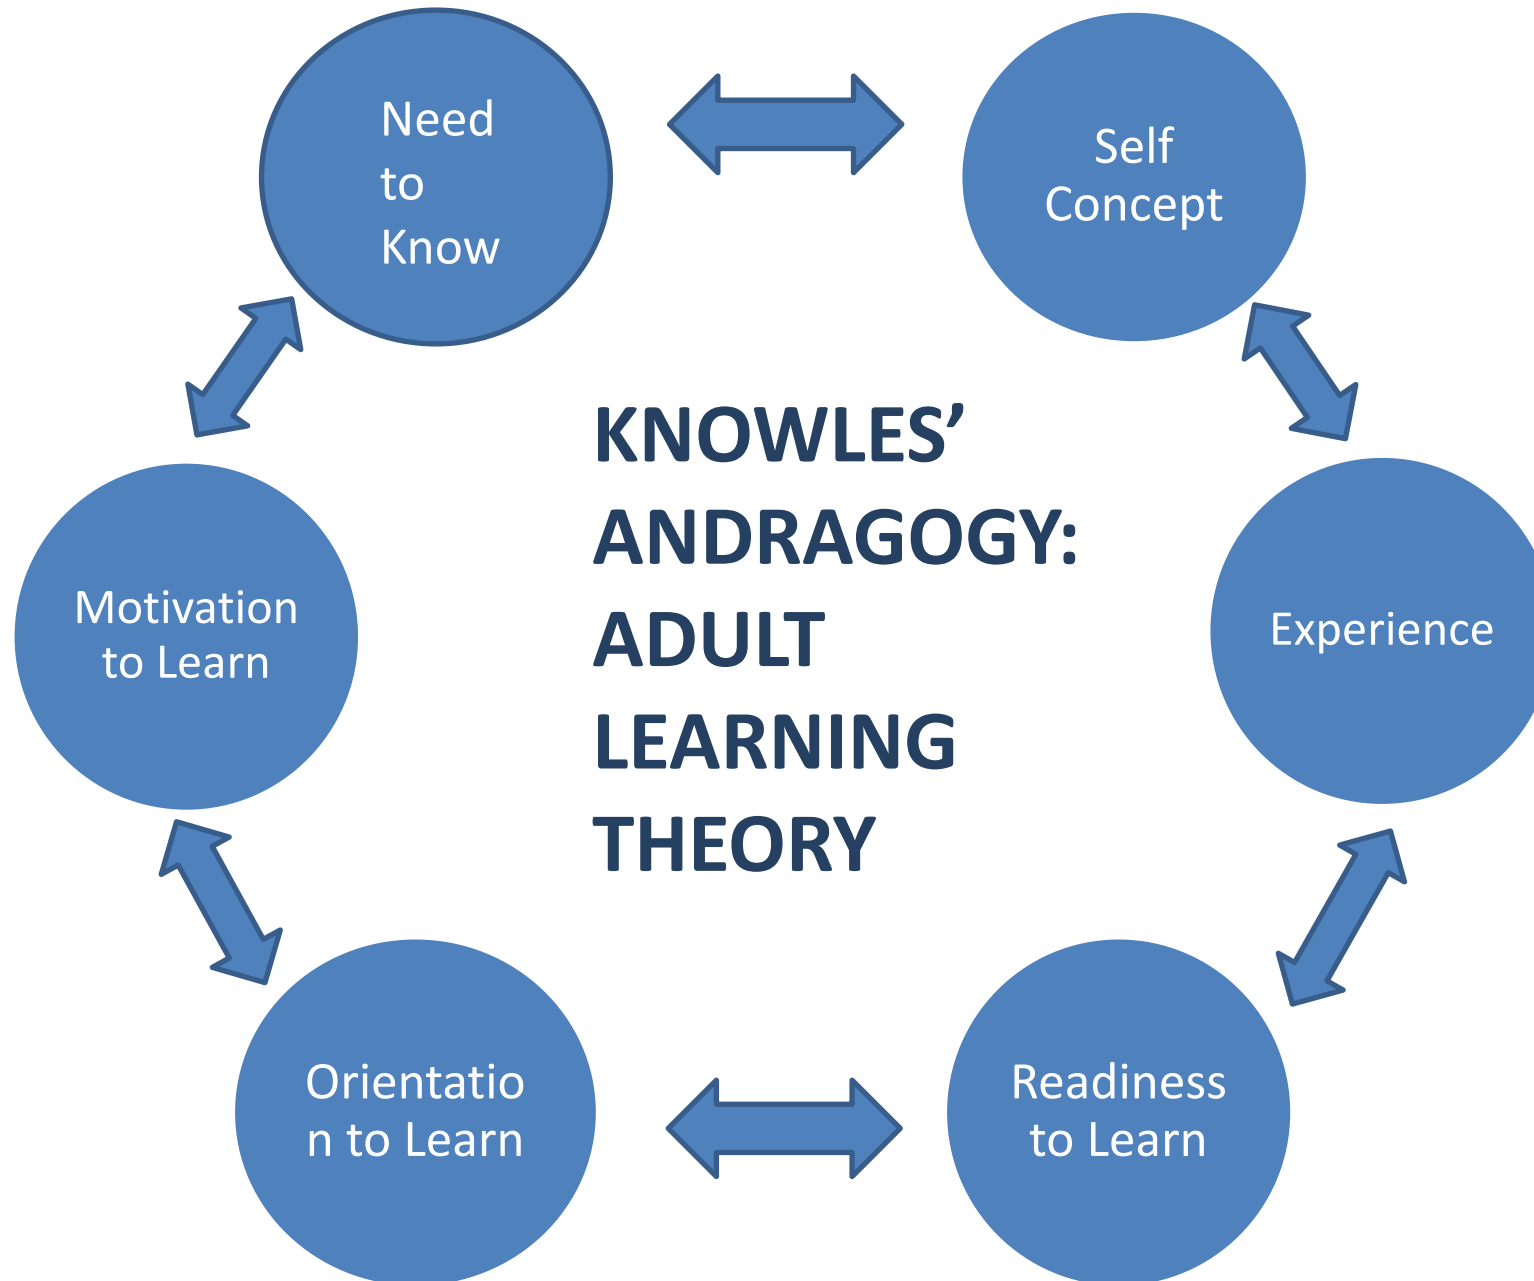 Need
to
Know
Self
Concept
KNOWLES’
ANDRAGOGY:
ADULT
LEARNING
THEORY
Motivation
to Learn
Experience
Orientatio
n to Learn
Readiness
to Learn